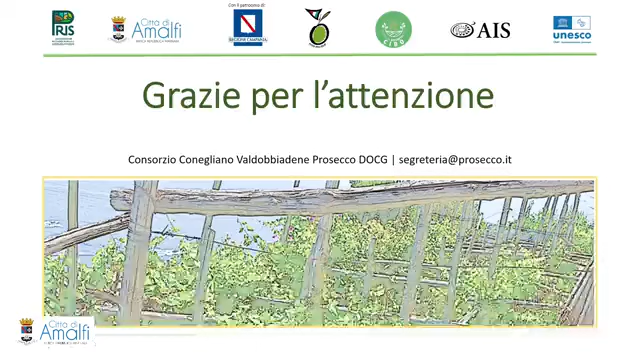 Con il patrocinio di
PRIS
Città di
Amalfi
REGIONE CAMPANIA
CIBO
AIS
unesco
Grazie per l'attenzione
Consorzio Conegliano Valdobbiadene Prosecco DOCG | segreteria@prosecco.it
Città di
Amalfi